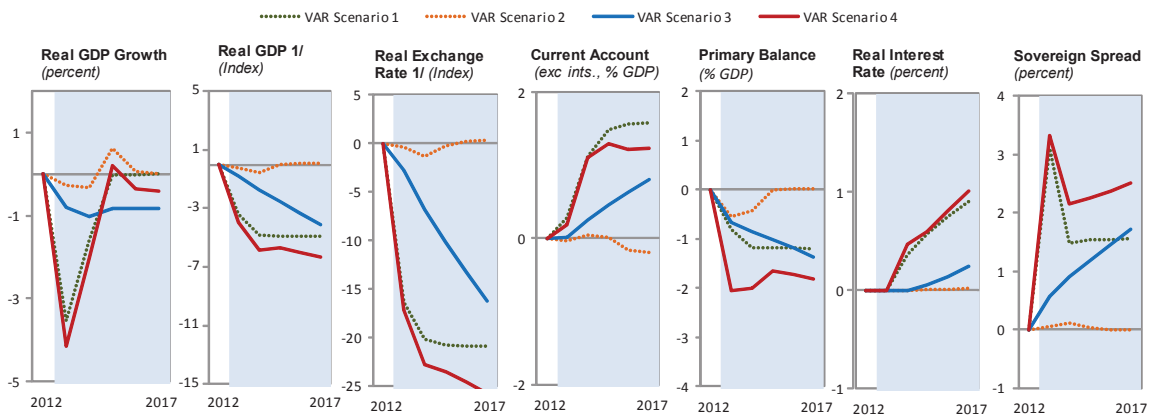 VAR Scenario 1 VAR Scenario 2 VAR Scenario 3 VAR Scenario 4
Real GDP Growth
(percent)
1
-1
-3
-5
2012 2017
Real GDP 1/
(Index)
5
1
-3
-7
-11
-15
2012 2017
Real Exchange
Rate 1/ (Index)
5
0
-5
-10
-15
-20
-25
2012 2017
Current Account
(exc ints., % GDP)
2
0
-2
2012 2017
Primary Balance
(% GDP)
2
1
0
-1
-2
-3
-4
2012 2017
Real Interest
Rate (percent)
2
1
0
-1
2012 2017
Sovereign Spread
(percent)
4
3
2
1
0
-1
2012 2017